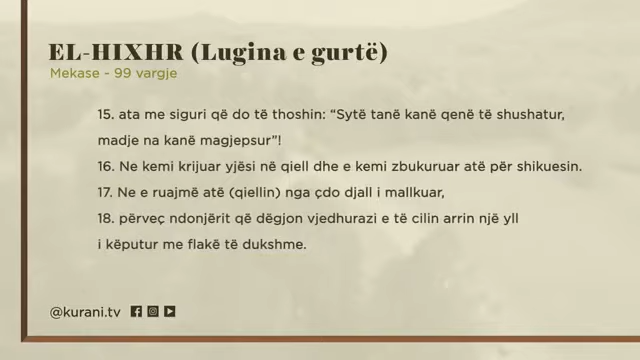 EL-HIXHR (Lugina e gurtë)
Mekase - 99 vargje
15. ata me siguri që do të thoshin: “Sytë tanë kanë qenë të shushatur,
madje na kanë magjepsur”!
16. Ne kemi krijuar yjësi në qiell dhe e kemi zbukuruar atë për shikuesin.
17. Ne e ruajmë atë (qiellin) nga çdo djall i mallkuar,
18. përveç ndonjërit që dëgjon vjedhurazi e të cilin arrin një yll
i këputur me flakë të dukshme.
@kurani.tv